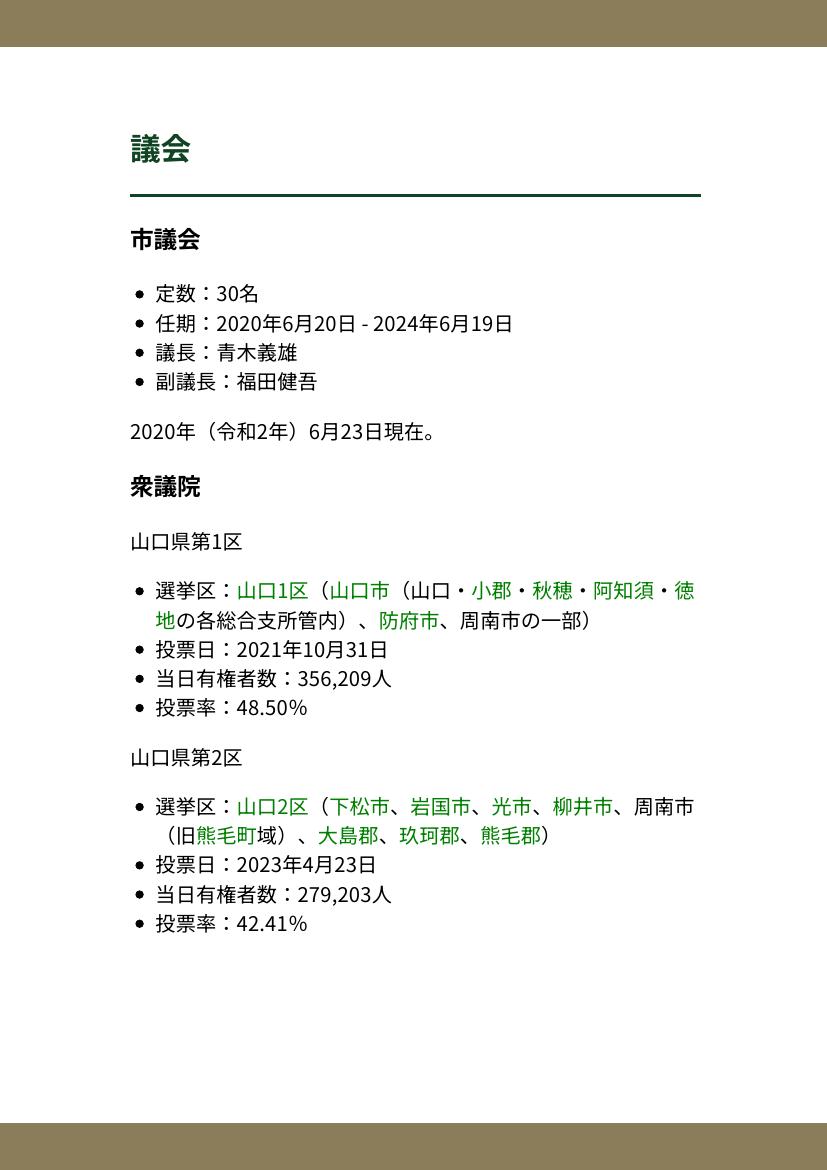 議会
市議会
• 定数：30名
• 任期：2020年6月20日 - 2024年6月19日
• 議長：青木義雄
• 副議長：福田健吾
2020年（令和2年）6月23日現在。
衆議院
山口県第1区
• 選挙区：山口1区（山口市（山口・小郡・秋穂・阿知須・徳
地の各総合支所管内）、防府市、周南市の一部）
• 投票日：2021年10月31日
• 当日有権者数：356,209人
• 投票率：48.50%
山口県第2区
• 選挙区：山口2区（下松市、岩国市、光市、柳井市、周南市
（旧熊毛町域）、大島郡、玖珂郡、熊毛郡）
• 投票日：2023年4月23日
• 当日有権者数：279,203人
• 投票率：42.41%